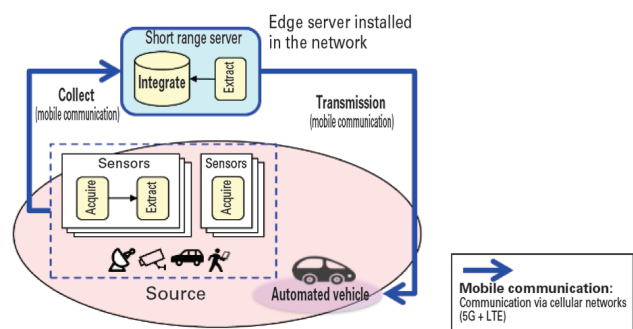 Edge server installed
in the network
Short range server
Integrate
Extract
Collect
(mobile communication)
Transmission
(mobile communication)
Sensors
Acquire
Extract
Sensors
Acquire
Source
Automated vehicle
Mobile communication:
Communication via cellular networks
(5G + LTE)